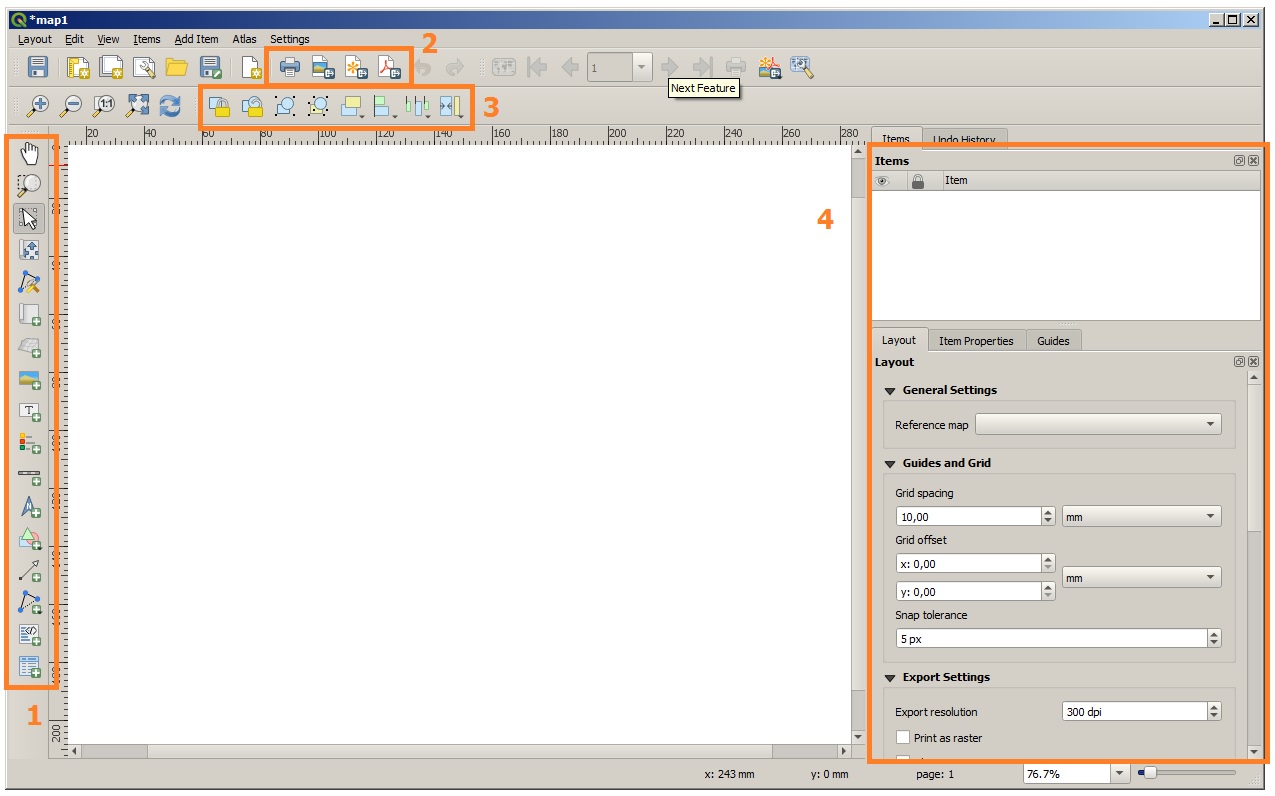 *map1
Layout Edit View Items Add Item Atlas Settings
2
1
Next Feature
1:1
3
20 40 60 80 100 120 140 160 180 200 220 240 260 280
Items Undo History
Items
Item
4
Layout Item Properties Guides
Layout
General Settings
Reference map
Guides and Grid
Grid spacing
10,00 mm
Grid offset
x: 0,00
mm
y: 0,00
Snap tolerance
5 px
Export Settings
Export resolution 300 dpi
Print as raster
1
200
x: 243 mm y: 0 mm page: 1 76.7%